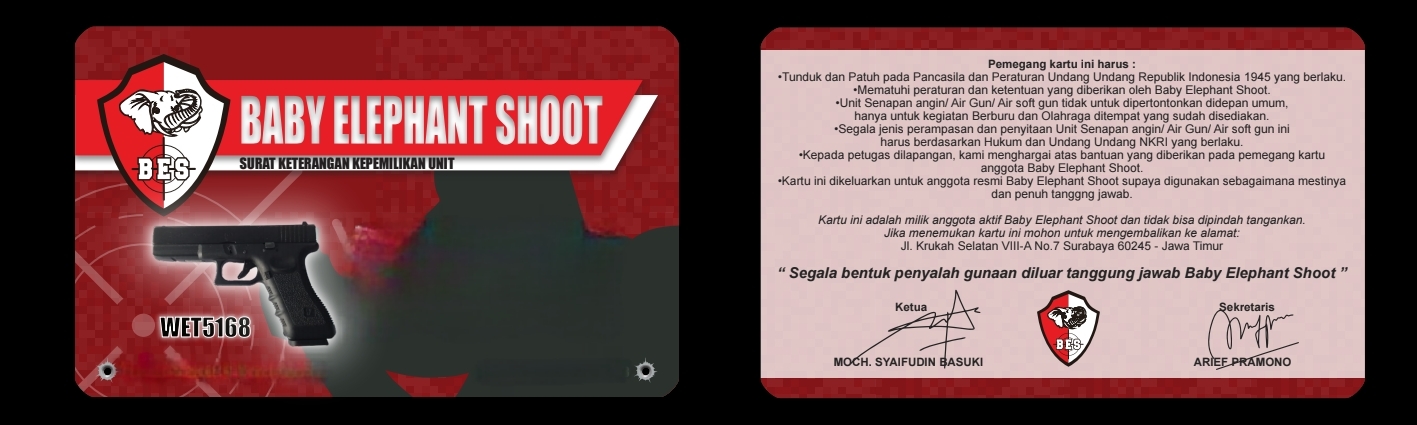 BABY ELEPHANT SHOOT
SURAT KETERANGAN KEPEMILIKAN UNIT
BES
WET5168
Pemegang kartu ini harus :
•Tunduk dan Patuh pada Pancasila dan Peraturan Undang Undang Republik Indonesia 1945 yang berlaku.
•Mematuhi peraturan dan ketentuan yang diberikan oleh Baby Elephant Shoot.
•Unit Senapan angin/ Air Gun/ Air soft gun tidak untuk dipertontonkan didepan umum,
hanya untuk kegiatan Berburu dan Olahraga ditempat yang sudah disediakan.
•Segala jenis perampasan dan penyitaan Unit Senapan angin/ Air Gun/ Air soft gun ini
harus berdasarkan Hukum dan Undang Undang NKRI yang berlaku.
•Kepada petugas dilapangan, kami menghargai atas bantuan yang diberikan pada pemegang kartu
anggota Baby Elephant Shoot.
•Kartu ini dikeluarkan untuk anggota resmi Baby Elephant Shoot supaya digunakan sebagaimana mestinya
dan penuh tanggng jawab.
Kartu ini adalah milik anggota aktif Baby Elephant Shoot dan tidak bisa dipindah tangankan.
Jika menemukan kartu ini mohon untuk mengembalikan ke alamat:
Jl. Krukah Selatan VIII-A No.7 Surabaya 60245 - Jawa Timur
“ Segala bentuk penyalah gunaan diluar tanggung jawab Baby Elephant Shoot ”
Ketua
MOCH. SYAIFUDIN BASUKI
BES
Sekretaris
ARIEF PRAMONO